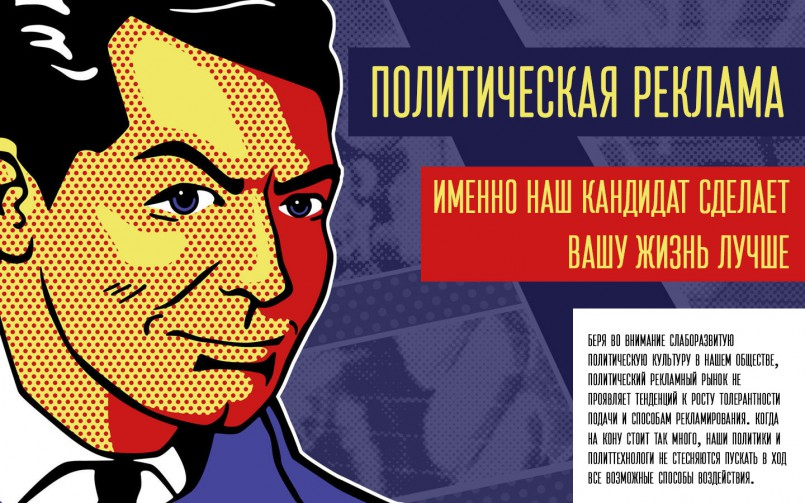 ПОЛИТИЧЕСКАЯ РЕКЛАМА
ИМЕННО НАШ КАНДИДАТ СДЕЛАЕТ
ВАШУ ЖИЗНЬ ЛУЧШЕ
БЕРЯ ВО ВНИМАНИЕ СЛАБОРАЗВИТУЮ
ПОЛИТИЧЕСКУЮ КУЛЬТУРУ В НАШЕМ ОБЩЕСТВЕ,
ПОЛИТИЧЕСКИЙ РЕКЛАМНЫЙ РЫНОК НЕ
ПРОЯВЛЯЕТ ТЕНДЕНЦИЙ К РОСТУ ТОЛЕРАНТНОСТИ
ПОДАЧИ И СПОСОБАМ РЕКЛАМИРОВАНИЯ. КОГДА
НА КОНУ СТОИТ ТАК МНОГО, НАШИ ПОЛИТИКИ И
ПОЛИТТЕХНОЛОГИ НЕ СТЕСНЯЮТСЯ ПУСКАТЬ В ХОД
ВСЕ ВОЗМОЖНЫЕ СПОСОБЫ ВОЗДЕЙСТВИЯ.